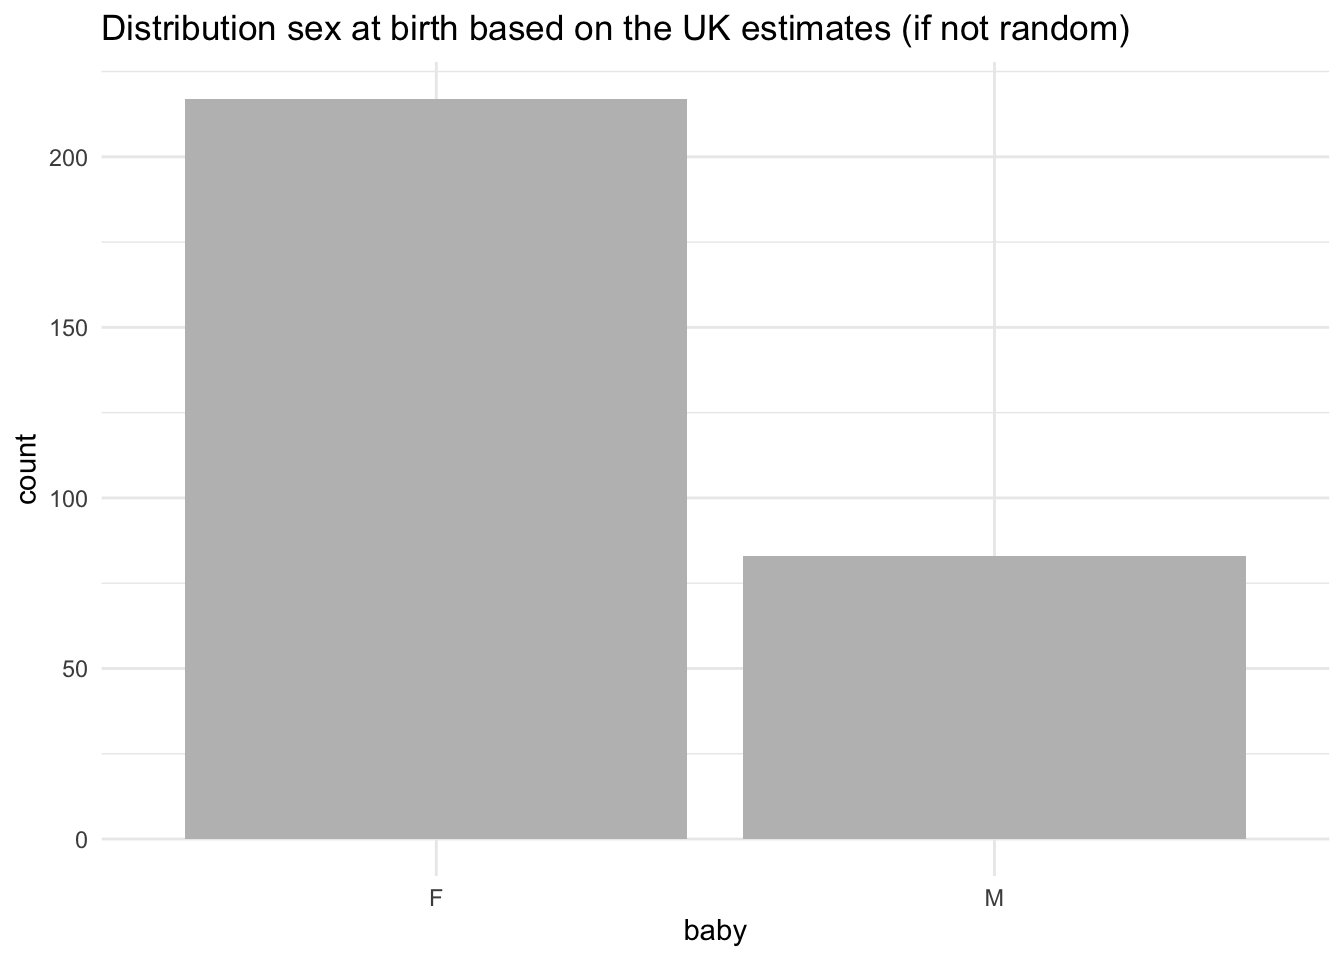 Distribution sex at birth based on the UK estimates (if not random)
200
150
100
50
0
count
F
M
baby